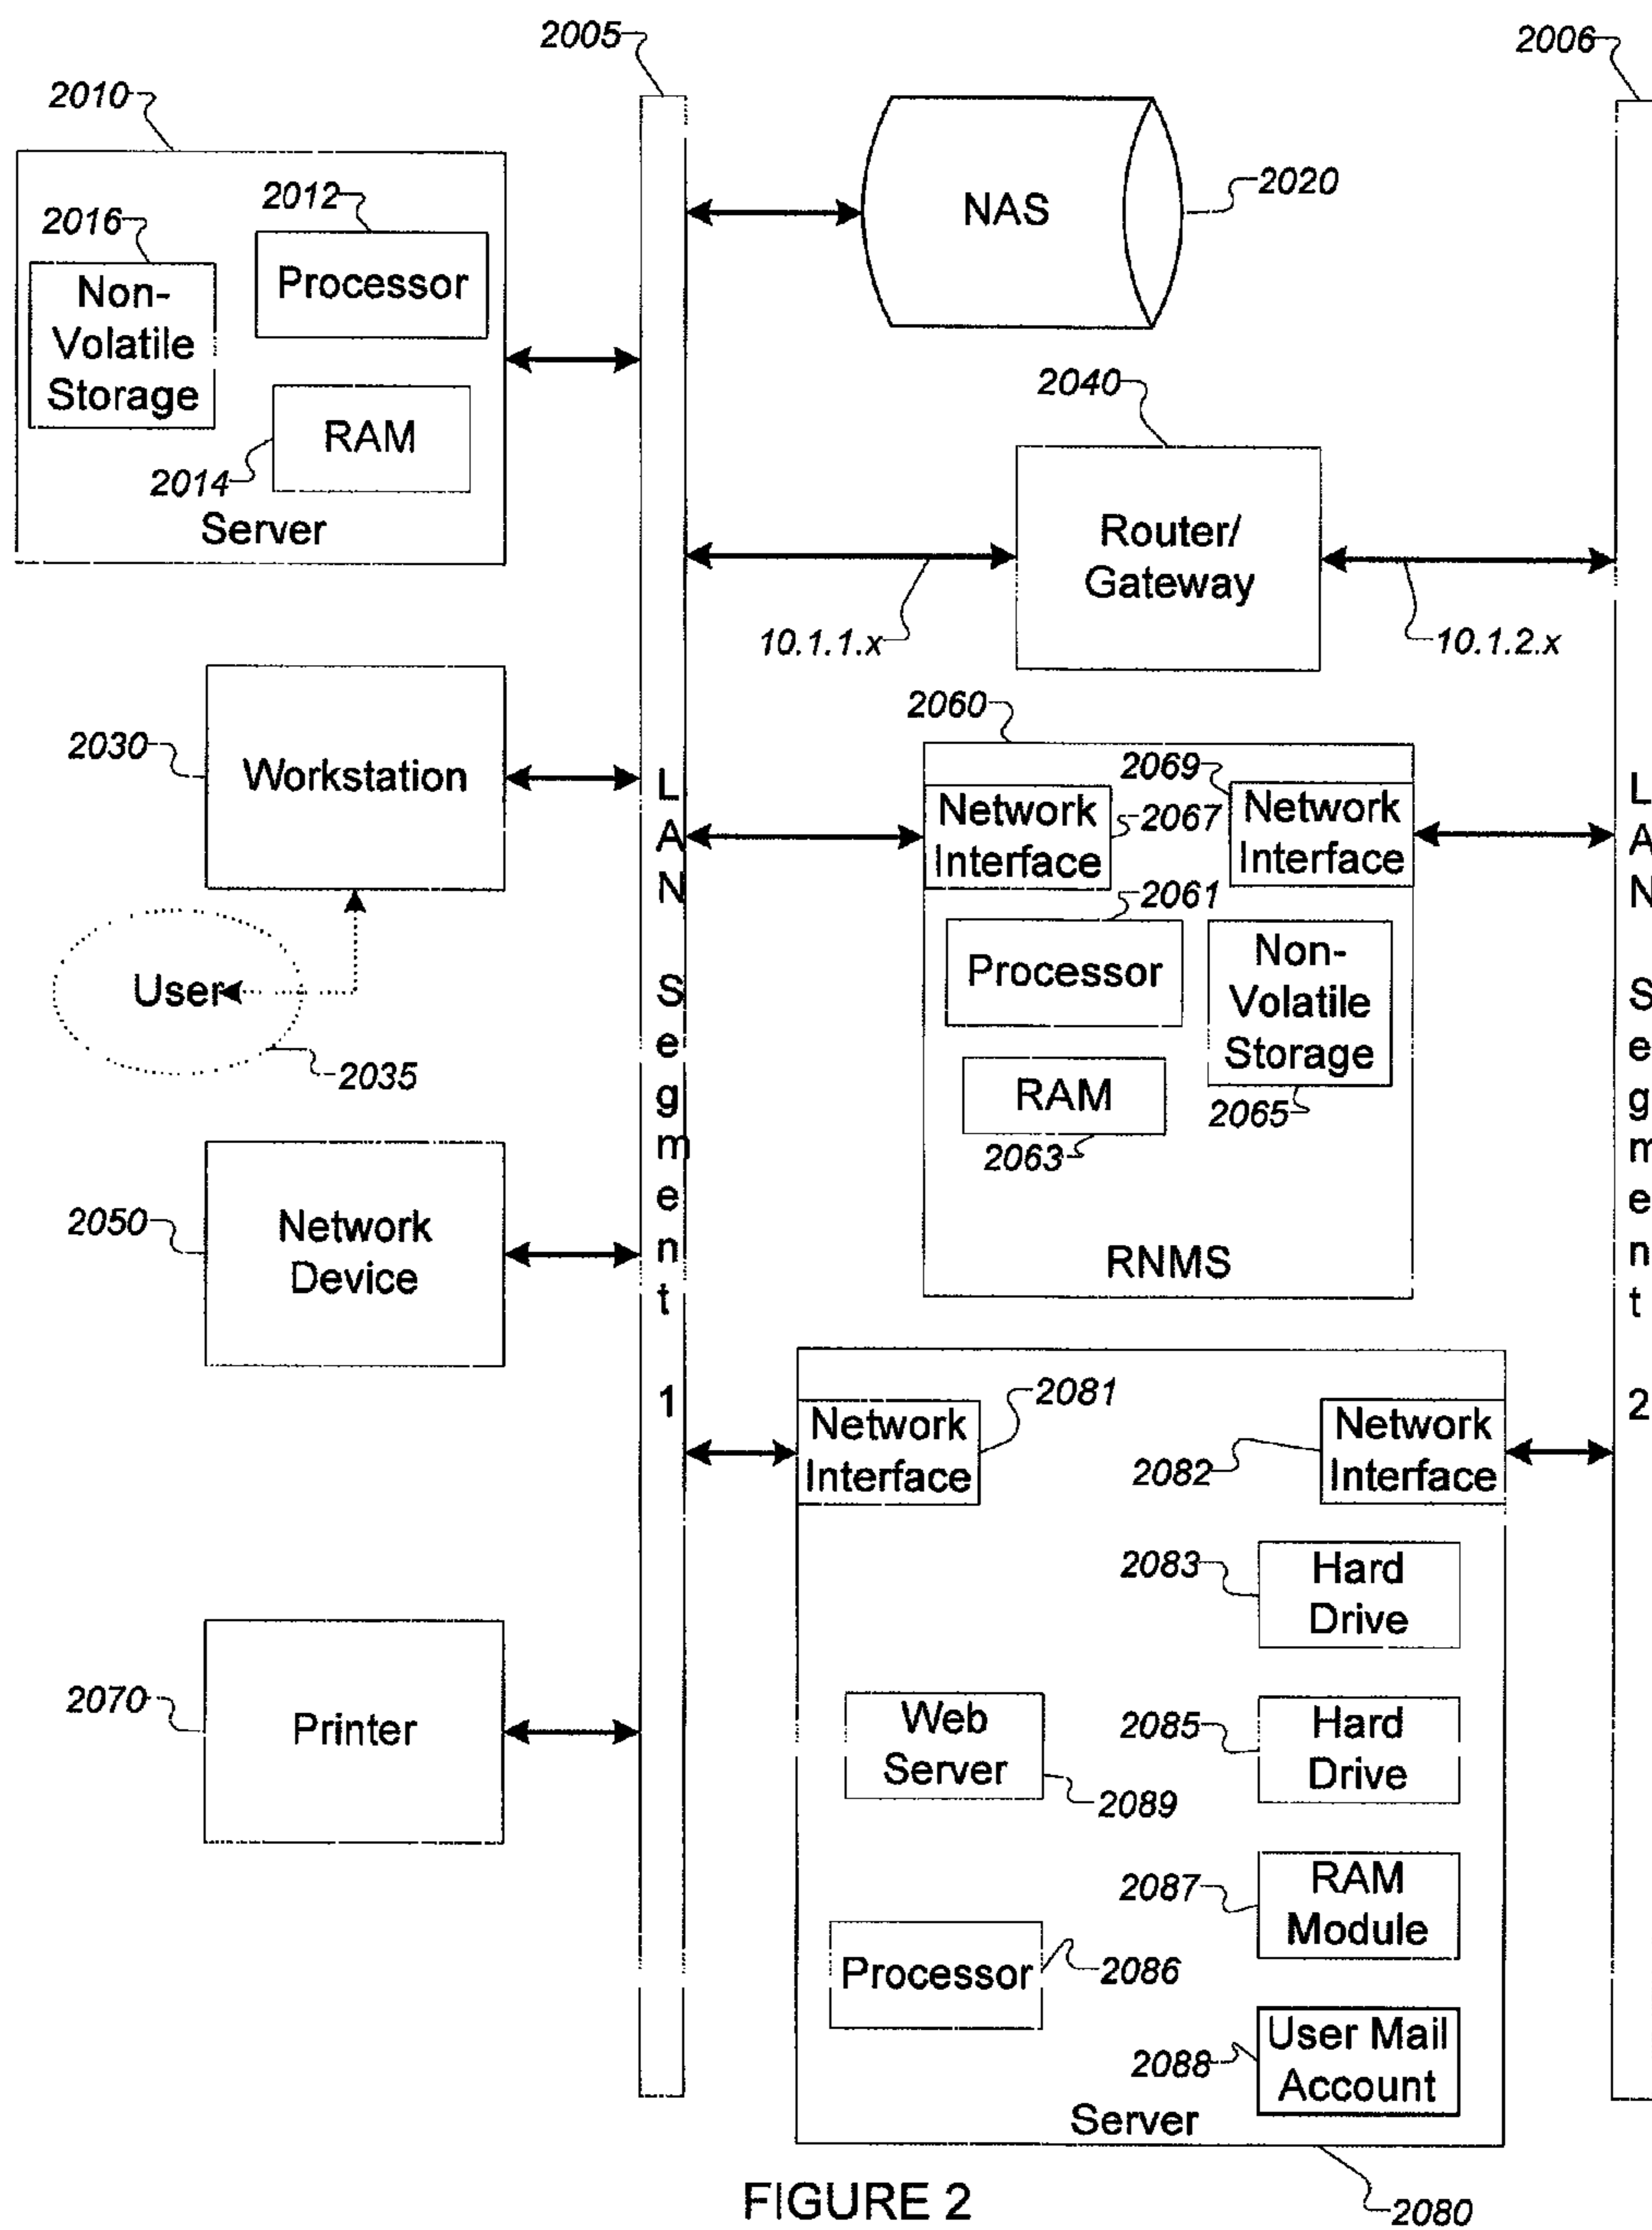 2005
2006
2010
2012
2016
Processor
Non-
Volatile
Storage
RAM
2014
Server
NAS
2020
2040
Router/
Gateway
10.1.1.x
10.1.2.x
2030
Workstation
User
2035
LAN Segment 1
LAN Segment 2
2060
2069
Network
Interface
2067
Network
Interface
2061
Processor
Non-
Volatile
Storage
2065
RAM
2063
RNMS
2050
Network
Device
2081
Network
Interface
2082
Network
Interface
2083
Hard
Drive
2070
Printer
Web
Server
2089
2085
Hard
Drive
2087
RAM
Module
Processor
2086
2088
User Mail
Account
Server
2080
FIGURE 2